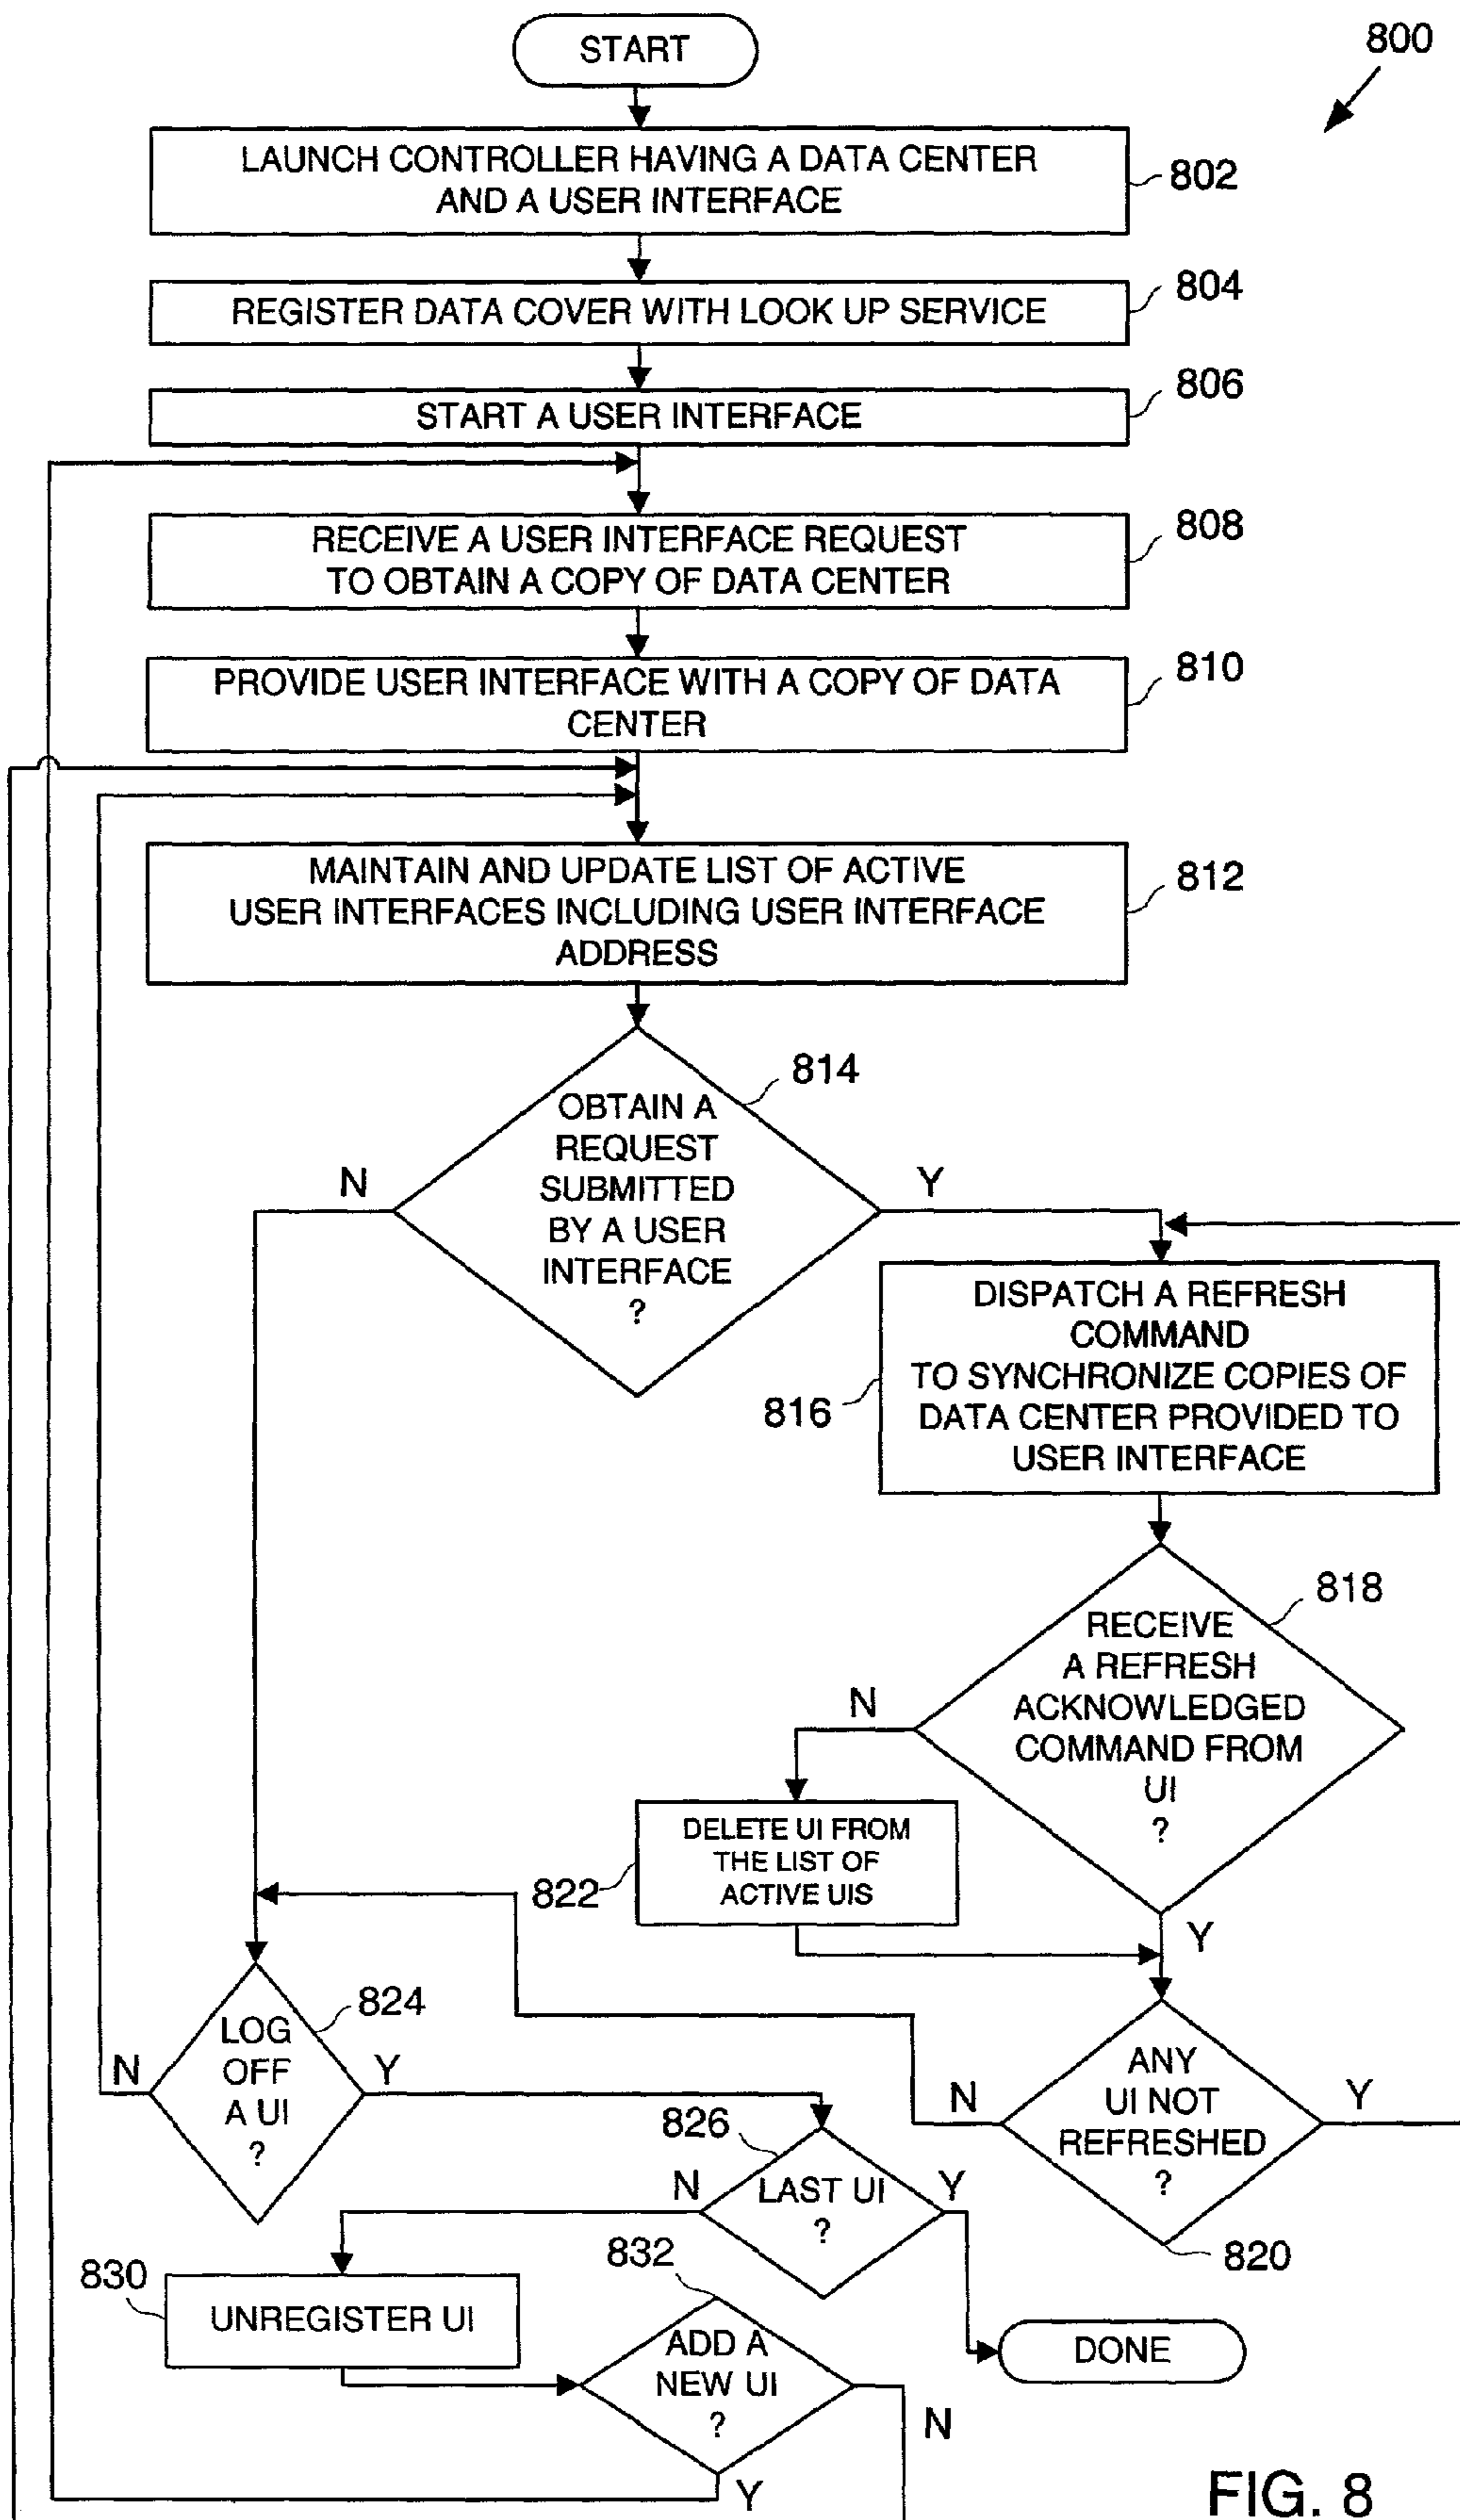 START
800
LAUNCH CONTROLLER HAVING A DATA CENTER
AND A USER INTERFACE
802
REGISTER DATA COVER WITH LOOK UP SERVICE
804
START A USER INTERFACE
806
RECEIVE A USER INTERFACE REQUEST
TO OBTAIN A COPY OF DATA CENTER
808
PROVIDE USER INTERFACE WITH A COPY OF DATA
CENTER
810
MAINTAIN AND UPDATE LIST OF ACTIVE
USER INTERFACES INCLUDING USER INTERFACE
ADDRESS
812
814
OBTAIN A
REQUEST
SUBMITTED
BY A USER
INTERFACE
?
N
Y
DISPATCH A REFRESH
COMMAND
TO SYNCHRONIZE COPIES OF
DATA CENTER PROVIDED TO
USER INTERFACE
816
818
RECEIVE
A REFRESH
ACKNOWLEDGED
COMMAND FROM
UI
?
N
Y
DELETE UI FROM
THE LIST OF
ACTIVE UIS
822
824
LOG
OFF
A UI
?
N
Y
ANY
UI NOT
REFRESHED
?
N
Y
820
826
LAST UI
?
N
Y
830
UNREGISTER UI
832
ADD A
NEW UI
?
N
Y
DONE
FIG. 8